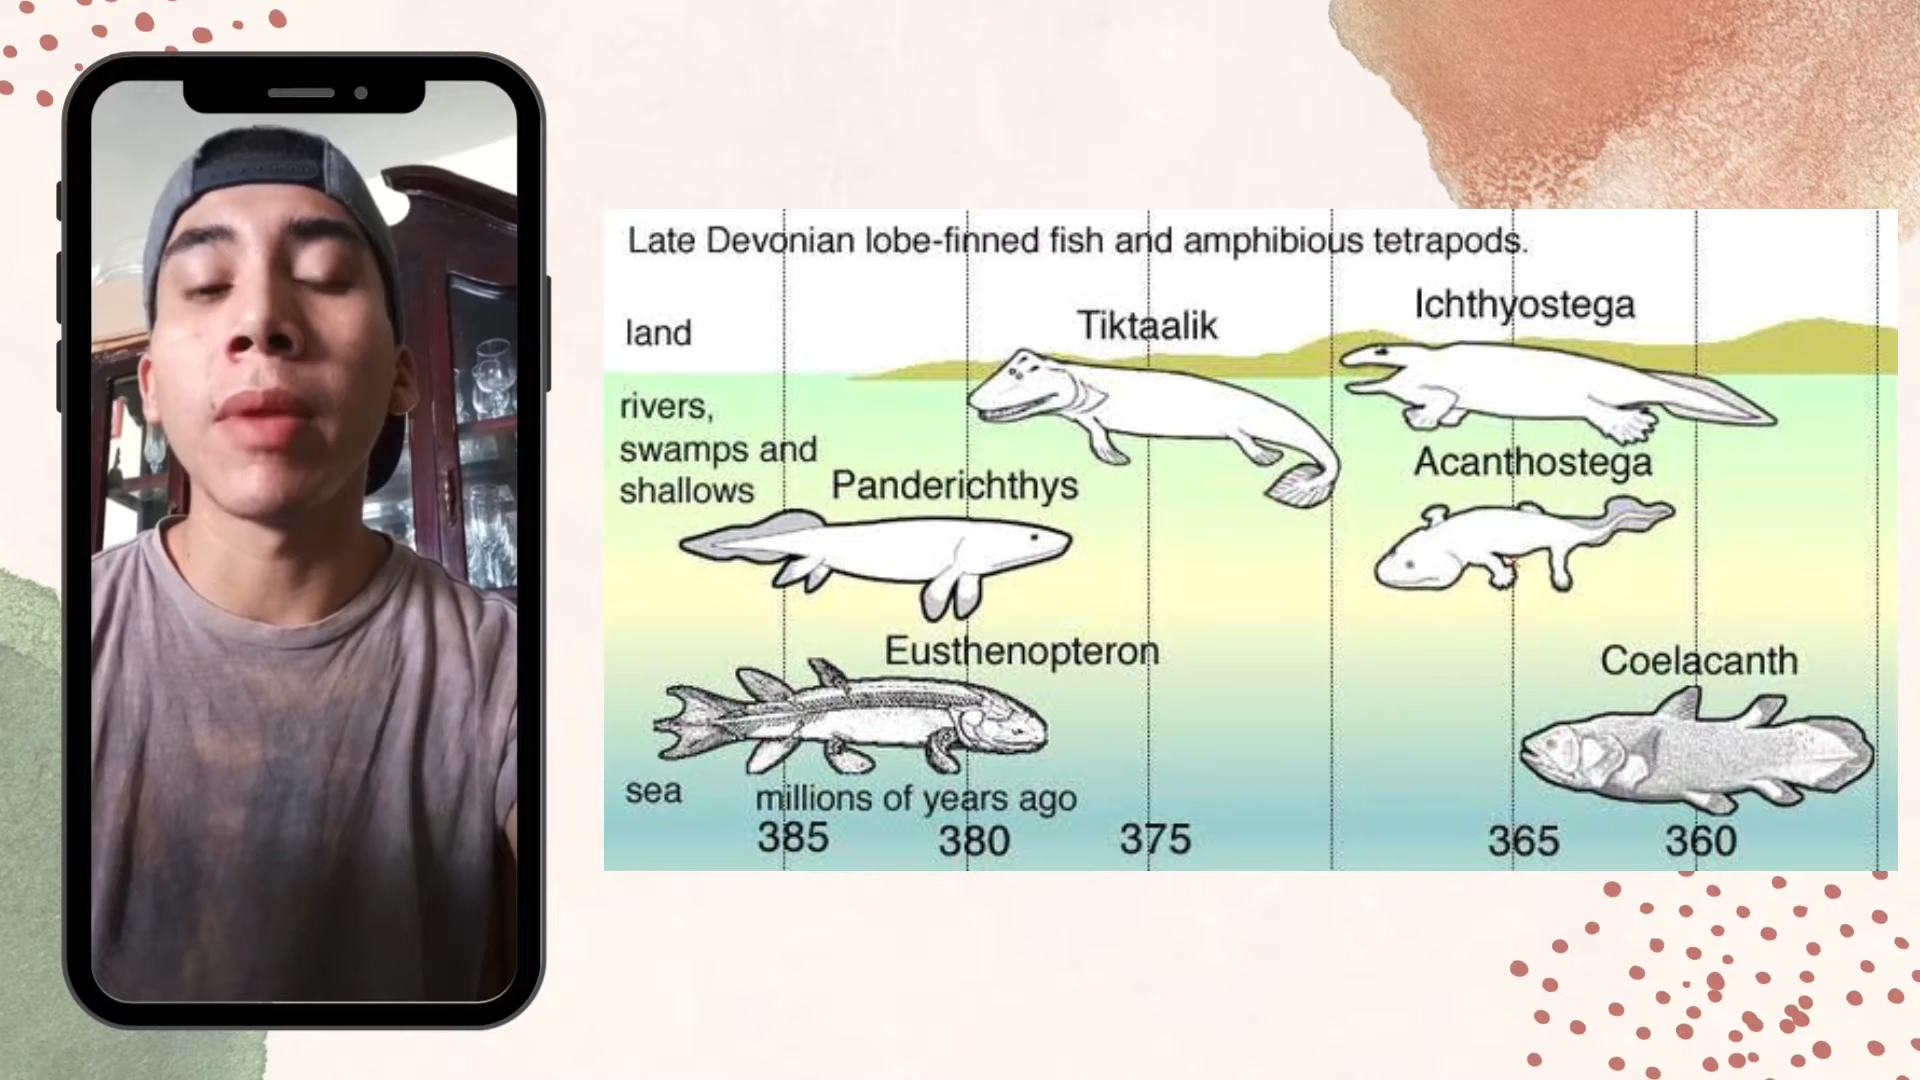 Late Devonian lobe-finned fish and amphibious tetrapods.
land
Tiktaalik
Ichthyostega
rivers,
swamps and
shallows
Panderichthys
Acanthostega
Eusthenopteron
Coelacanth
sea
millions of years ago
385 380 375 365 360